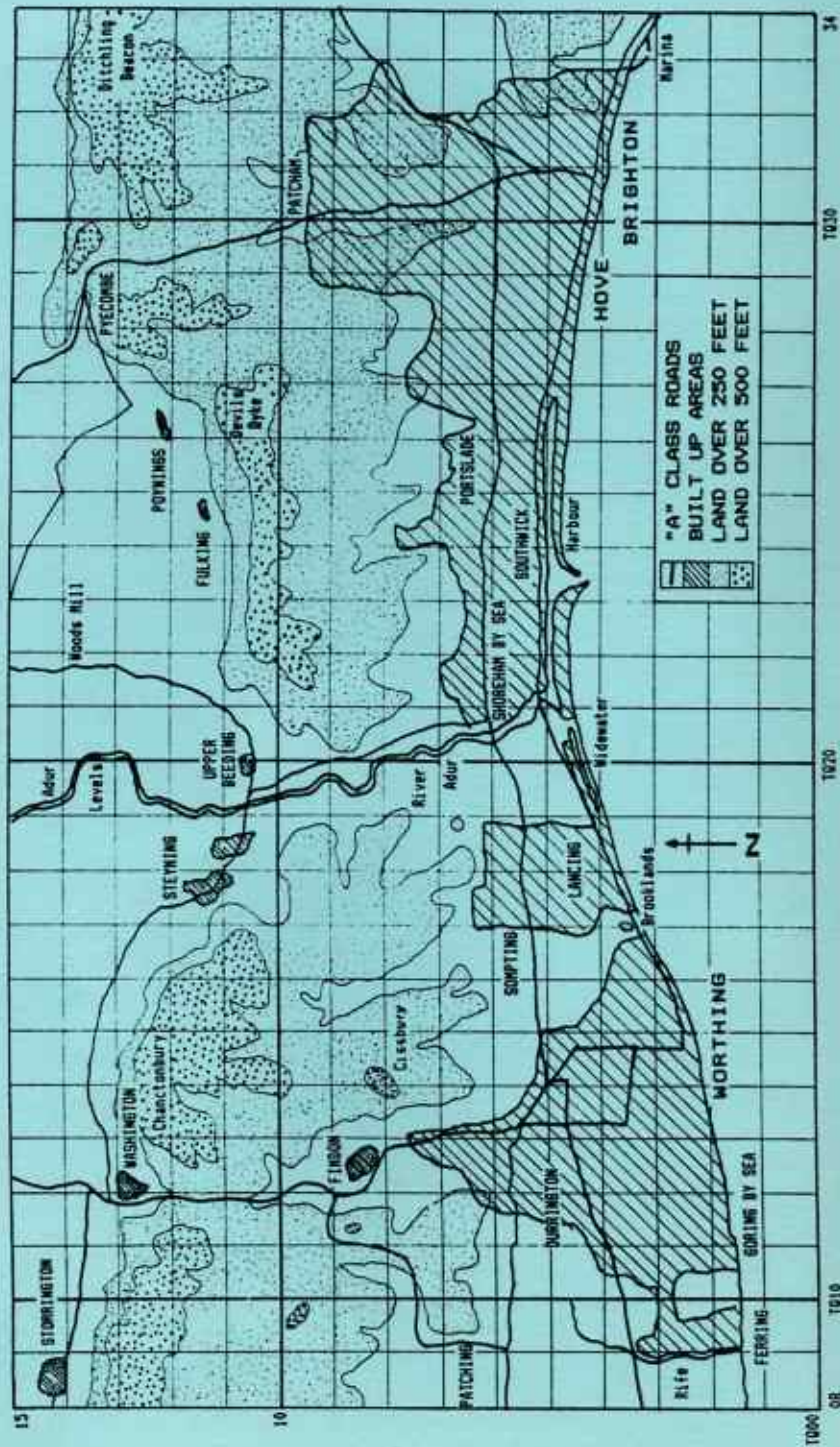 15
STORRINGTON
WASHINGTON
Chanctonbury
STEYNING
Adur
Levels
UPPER
BEEDING
Woods Mill
FULKING
POYNINGS
PYECOMBE
Ditchling
Beacon
10
FINDON
Cissbury
River
Adur
Devils
Dyke
PATCHAM
PATCHING
DURRINGTON
SOMPTING
LANCING
SHOREHAM BY SEA
SOUTHWICK
PORTSLADE
Rife
FERRING
GORING BY SEA
WORTHING
Brooklands
Widewater
Harbour
HOVE
BRIGHTON
Marina
N
"A" CLASS ROADS
BUILT UP AREAS
LAND OVER 250 FEET
LAND OVER 500 FEET
TQ00
08
TQ10
TQ20
TQ30
34